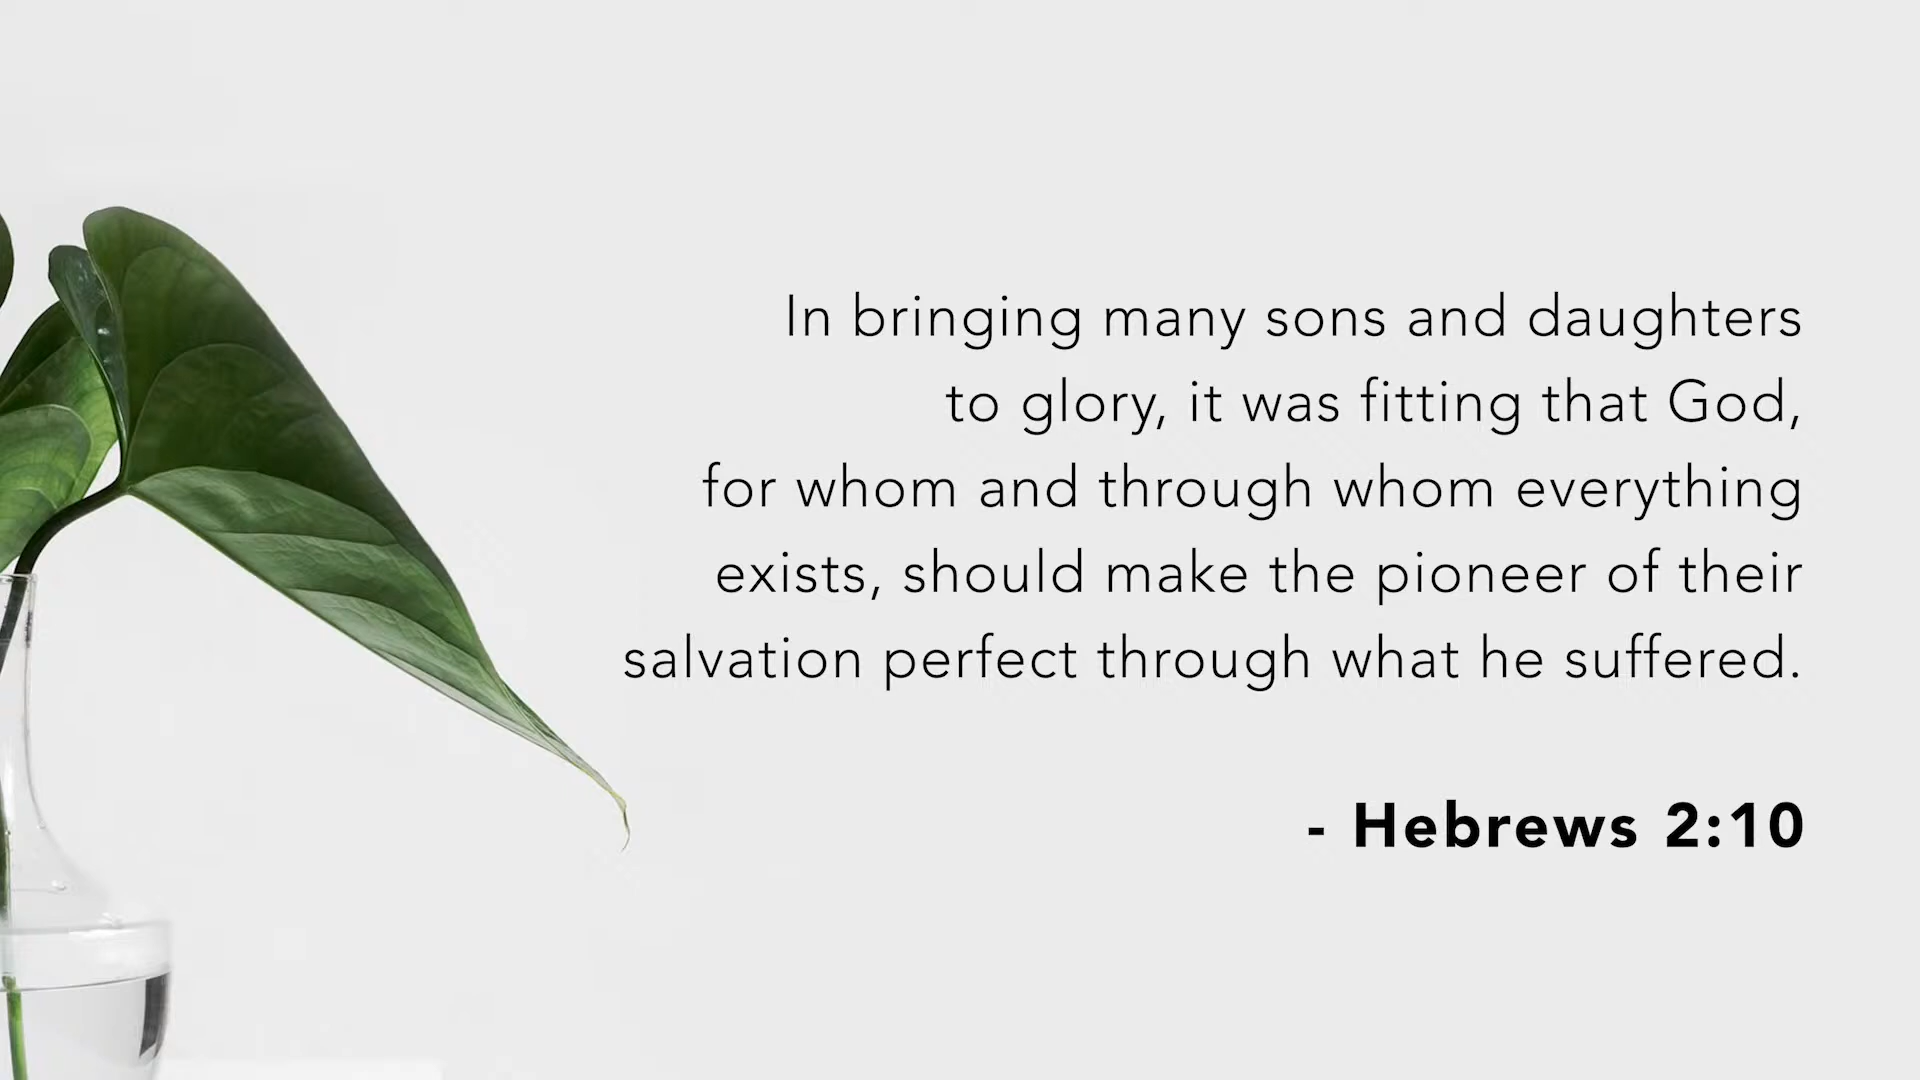 In bringing many sons and daughters
to glory, it was fitting that God,
for whom and through whom everything
exists, should make the pioneer of their
salvation perfect through what he suffered.
- Hebrews 2:10